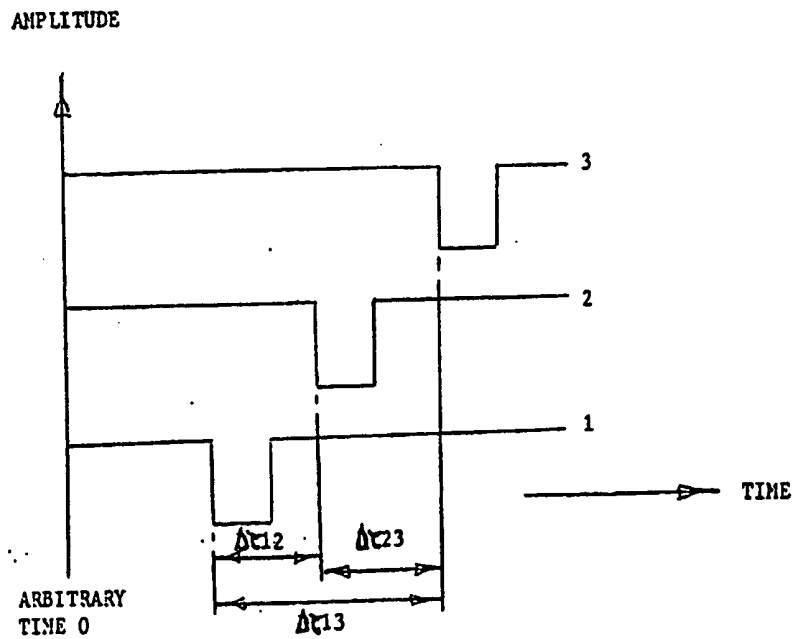 AMPLITUDE
3
2
1
TIME
Δτ12
Δτ23
Δτ13
ARBITRARY
TIME 0